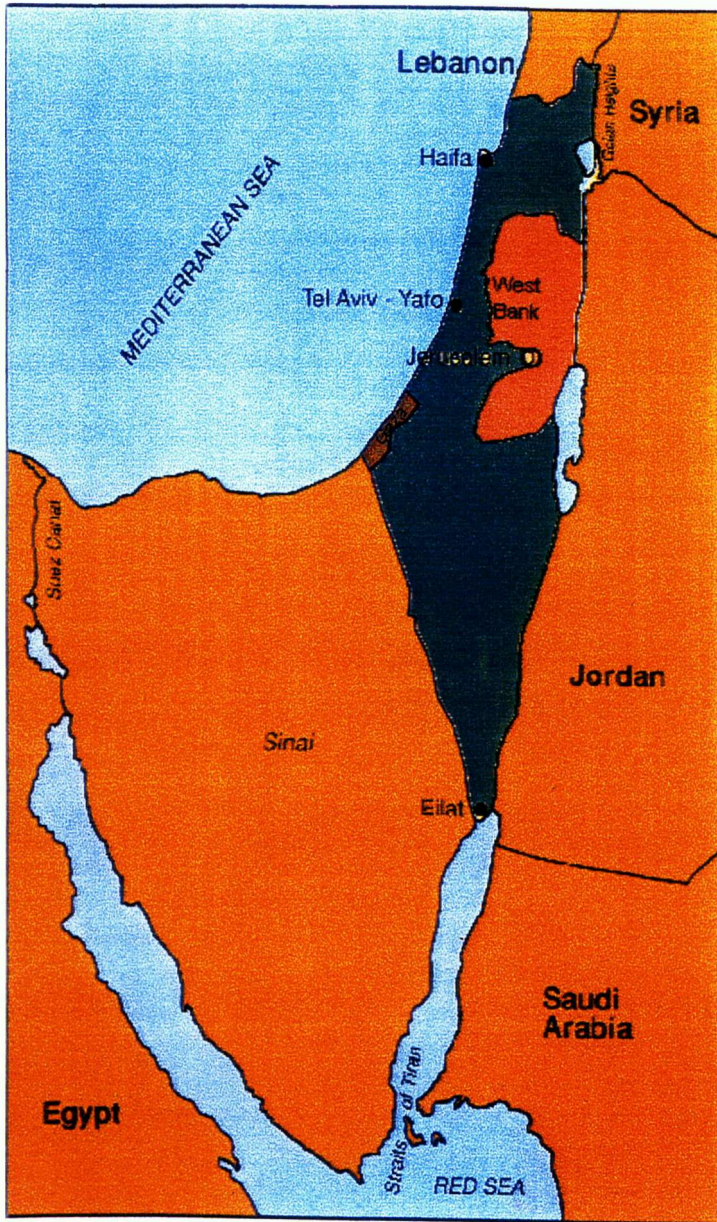 Lebanon
Syria
Golan Heights
Haifa
MEDITERRANEAN SEA
Tel Aviv - Yafo
West
Bank
Jerusalem
Gaza
Suez Canal
Jordan
Sinai
Eilat
Saudi
Arabia
Egypt
Straits of Tiran
RED SEA